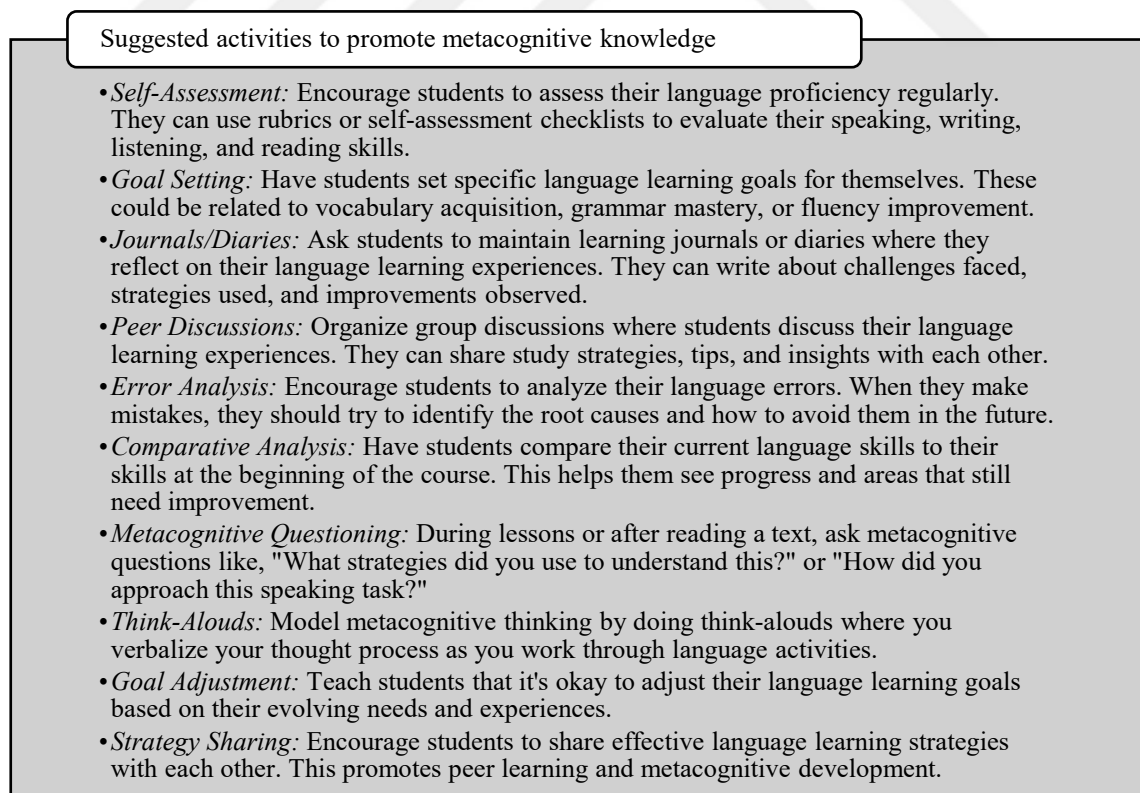 Suggested activities to promote metacognitive knowledge
•Self-Assessment: Encourage students to assess their language proficiency regularly.
They can use rubrics or self-assessment checklists to evaluate their speaking, writing,
listening, and reading skills.
•Goal Setting: Have students set specific language learning goals for themselves. These
could be related to vocabulary acquisition, grammar mastery, or fluency improvement.
•Journals/Diaries: Ask students to maintain learning journals or diaries where they
reflect on their language learning experiences. They can write about challenges faced,
strategies used, and improvements observed.
•Peer Discussions: Organize group discussions where students discuss their language
learning experiences. They can share study strategies, tips, and insights with each other.
•Error Analysis: Encourage students to analyze their language errors. When they make
mistakes, they should try to identify the root causes and how to avoid them in the future.
•Comparative Analysis: Have students compare their current language skills to their
skills at the beginning of the course. This helps them see progress and areas that still
need improvement.
•Metacognitive Questioning: During lessons or after reading a text, ask metacognitive
questions like, "What strategies did you use to understand this?" or "How did you
approach this speaking task?"
•Think-Alouds: Model metacognitive thinking by doing think-alouds where you
verbalize your thought process as you work through language activities.
•Goal Adjustment: Teach students that it's okay to adjust their language learning goals
based on their evolving needs and experiences.
•Strategy Sharing: Encourage students to share effective language learning strategies
with each other. This promotes peer learning and metacognitive development.